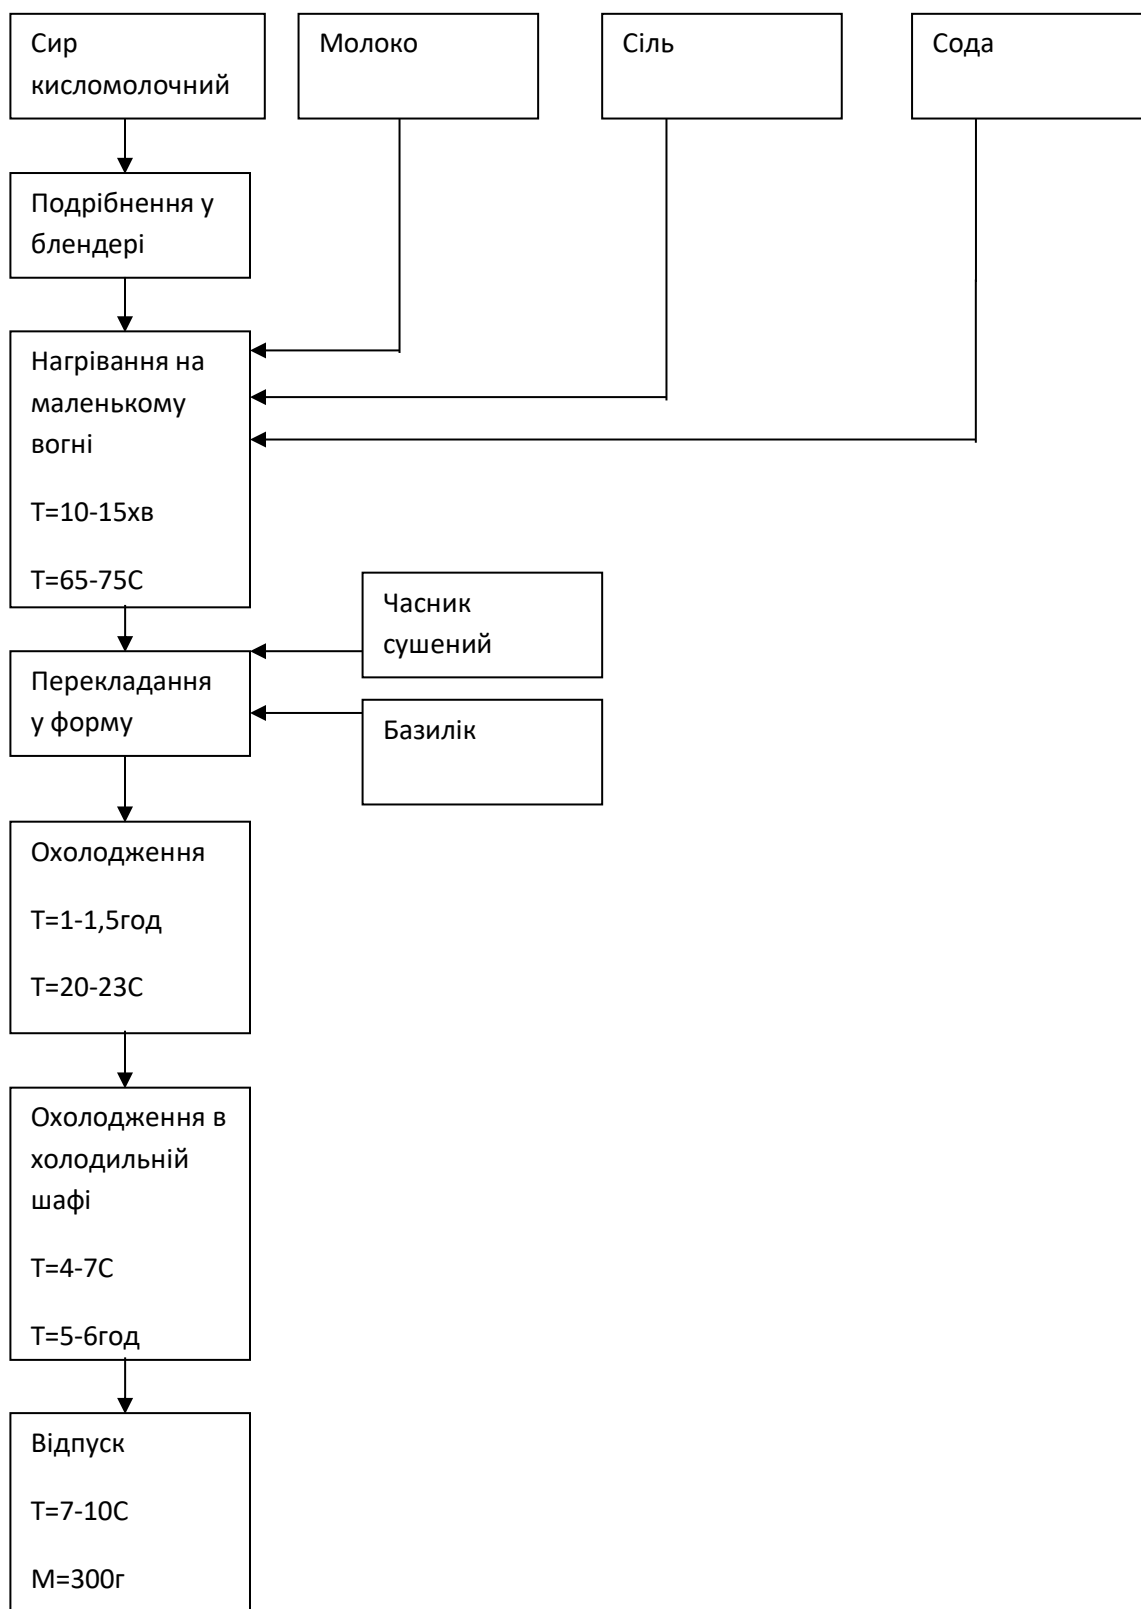 Сир
кисломолочний
Молоко
Сіль
Сода
Подрібнення у
блендері
Нагрівання на
маленькому
вогні
Т=10-15хв
Т=65-75С
Часник
сушений
Перекладання
у форму
Базилік
Охолодження
Т=1-1,5год
Т=20-23С
Охолодження в
холодильній
шафі
Т=4-7С
Т=5-6год
Відпуск
Т=7-10С
М=300г